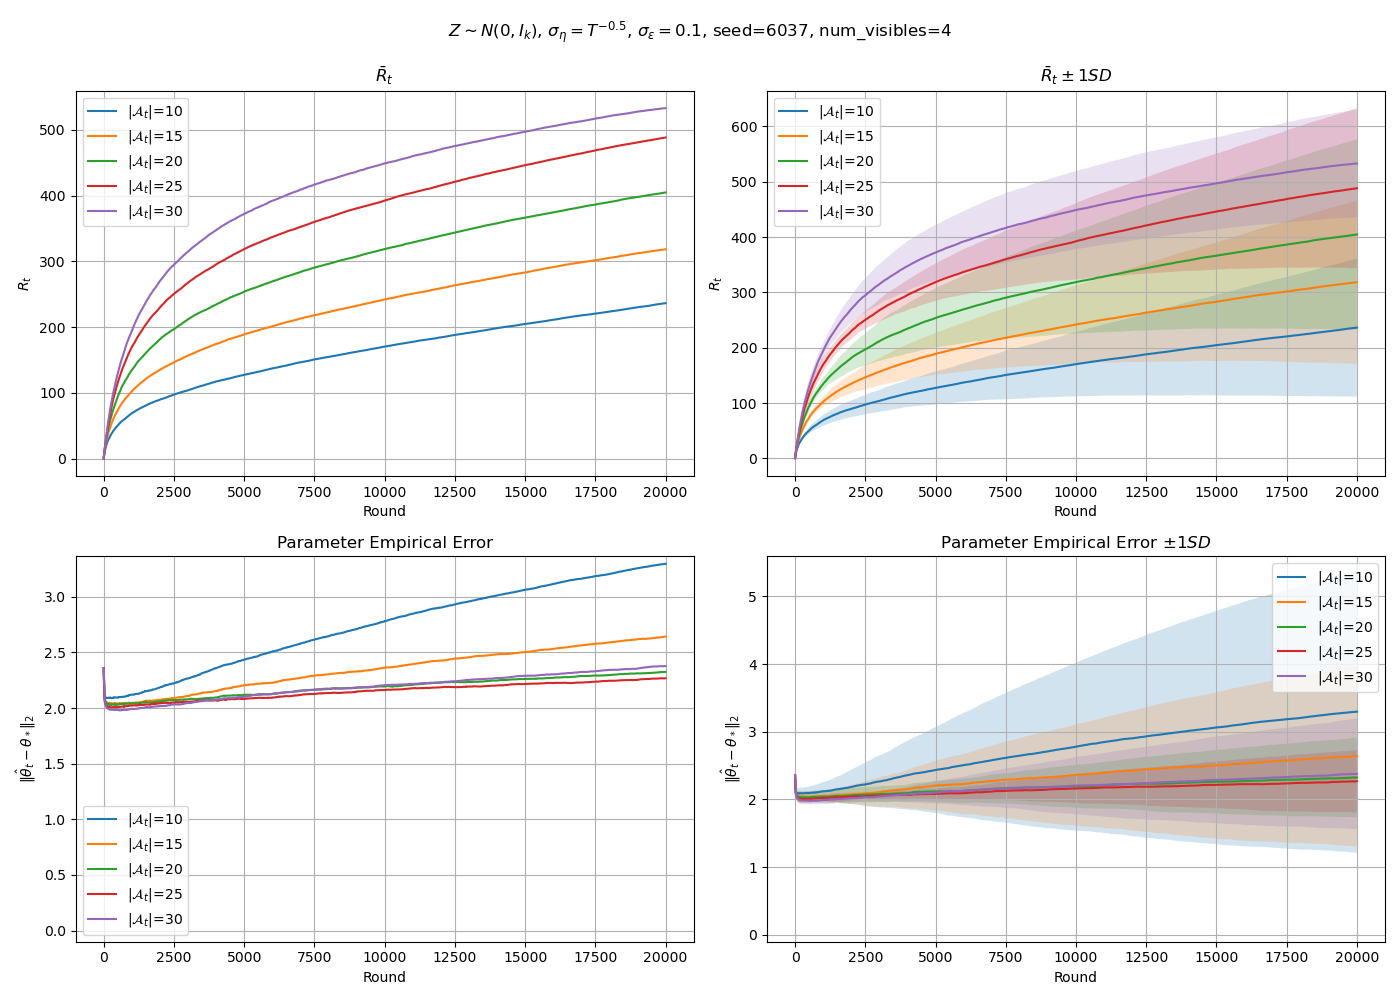 Z ∼ N(0, I_k), σ_η = T^{−0.5}, σ_ε = 0.1, seed=6037, num_visibles=4
R̄_t
R_t
500
400
300
200
100
0
|𝒜_t|=10
|𝒜_t|=15
|𝒜_t|=20
|𝒜_t|=25
|𝒜_t|=30
0 2500 5000 7500 10000 12500 15000 17500 20000
Round
R̄_t ± 1SD
R_t
600
500
400
300
200
100
0
|𝒜_t|=10
|𝒜_t|=15
|𝒜_t|=20
|𝒜_t|=25
|𝒜_t|=30
0 2500 5000 7500 10000 12500 15000 17500 20000
Round
Parameter Empirical Error
‖θ̂_t − θ_*‖_2
3.0
2.5
2.0
1.5
1.0
0.5
0.0
|𝒜_t|=10
|𝒜_t|=15
|𝒜_t|=20
|𝒜_t|=25
|𝒜_t|=30
0 2500 5000 7500 10000 12500 15000 17500 20000
Round
Parameter Empirical Error ±1SD
‖θ̂_t − θ_*‖_2
5
4
3
2
1
0
|𝒜_t|=10
|𝒜_t|=15
|𝒜_t|=20
|𝒜_t|=25
|𝒜_t|=30
0 2500 5000 7500 10000 12500 15000 17500 20000
Round